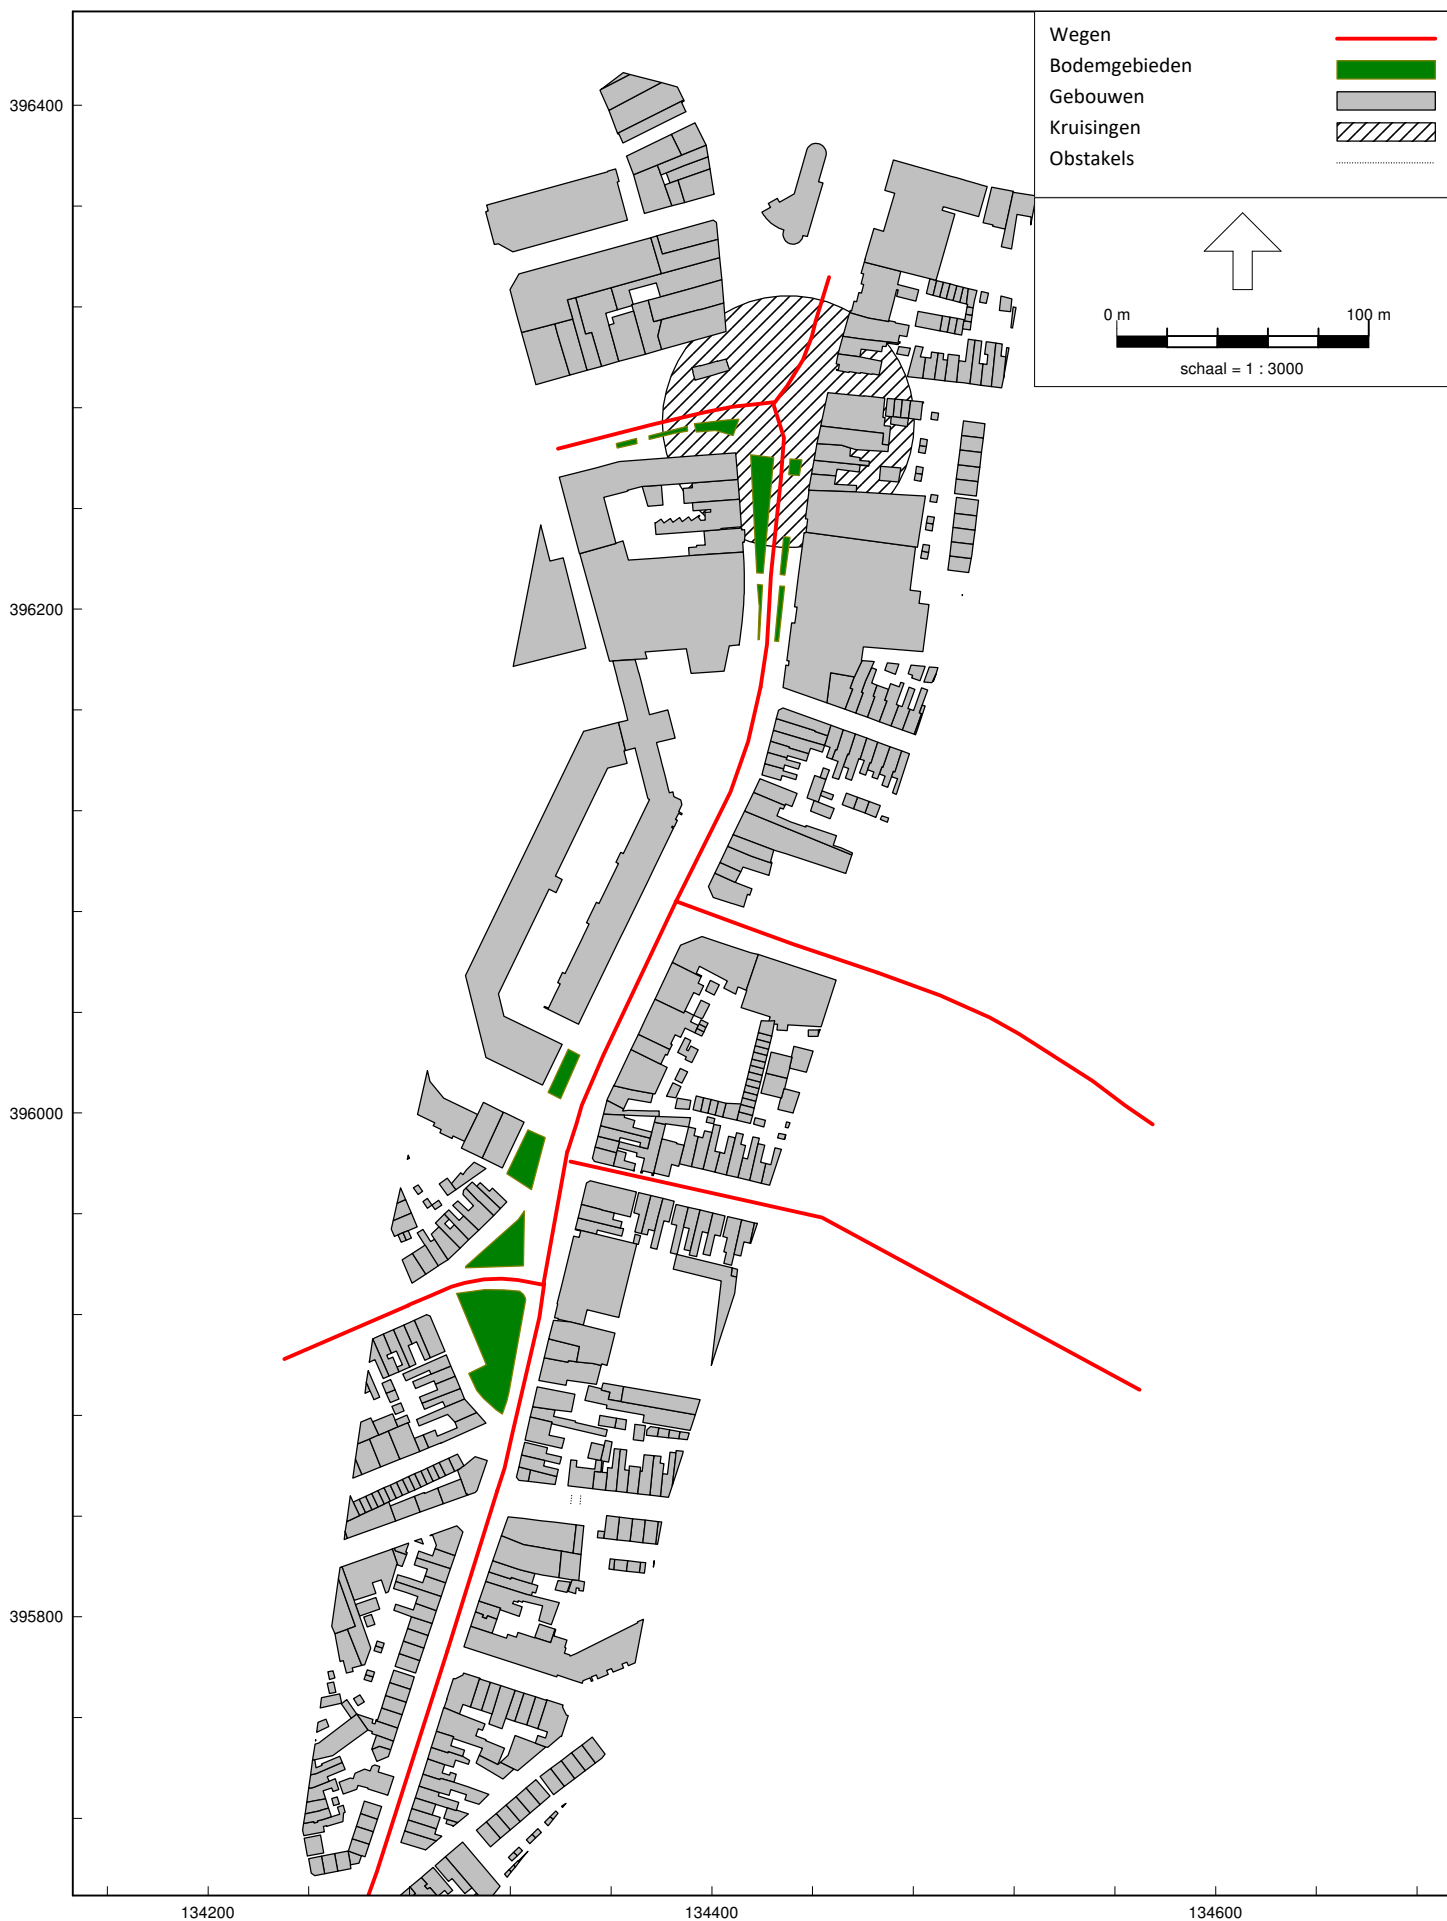 Wegen
Bodemgebieden
Gebouwen
Kruisingen
Obstakels
0 m 100 m
schaal = 1 : 3000
396400
396200
396000
395800
134200 134400 134600